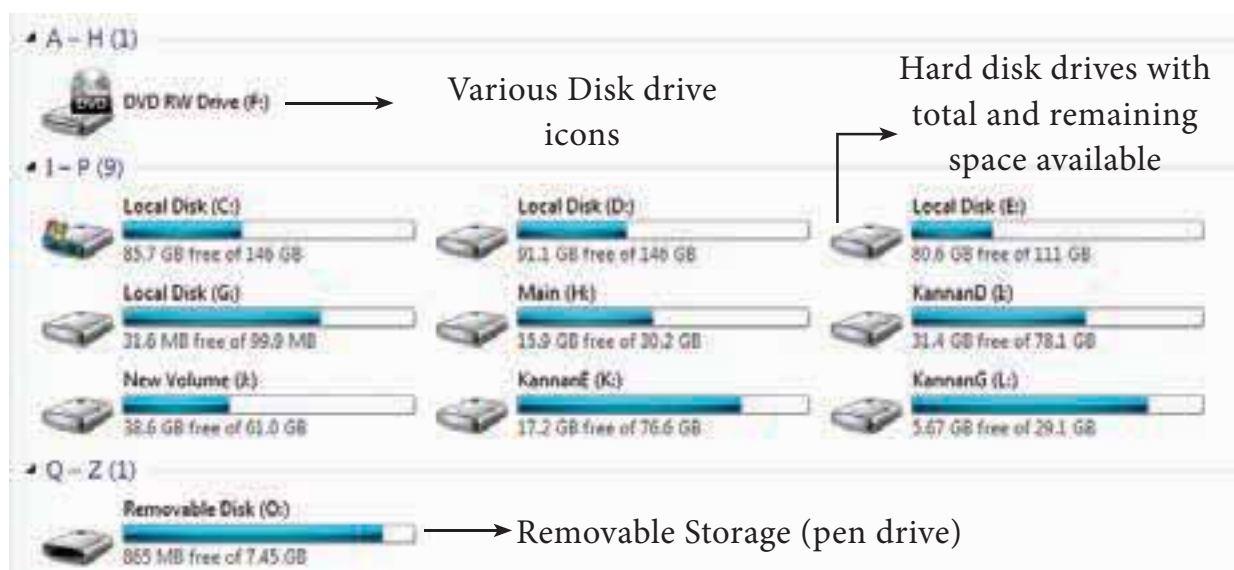 A – H (1)
DVD RW Drive (F:)
Various Disk drive
icons
Hard disk drives with
total and remaining
space available
I – P (9)
Local Disk (C:)
85.7 GB free of 146 GB
Local Disk (D:)
91.1 GB free of 146 GB
Local Disk (E:)
80.6 GB free of 111 GB
Local Disk (G:)
31.6 MB free of 99.9 MB
Main (H:)
15.9 GB free of 30.2 GB
KannanD (I:)
31.4 GB free of 78.1 GB
New Volume (J:)
38.6 GB free of 61.0 GB
KannanE (K:)
17.2 GB free of 76.6 GB
KannanG (L:)
5.67 GB free of 29.1 GB
Q – Z (1)
Removable Disk (O:)
865 MB free of 7.45 GB
Removable Storage (pen drive)